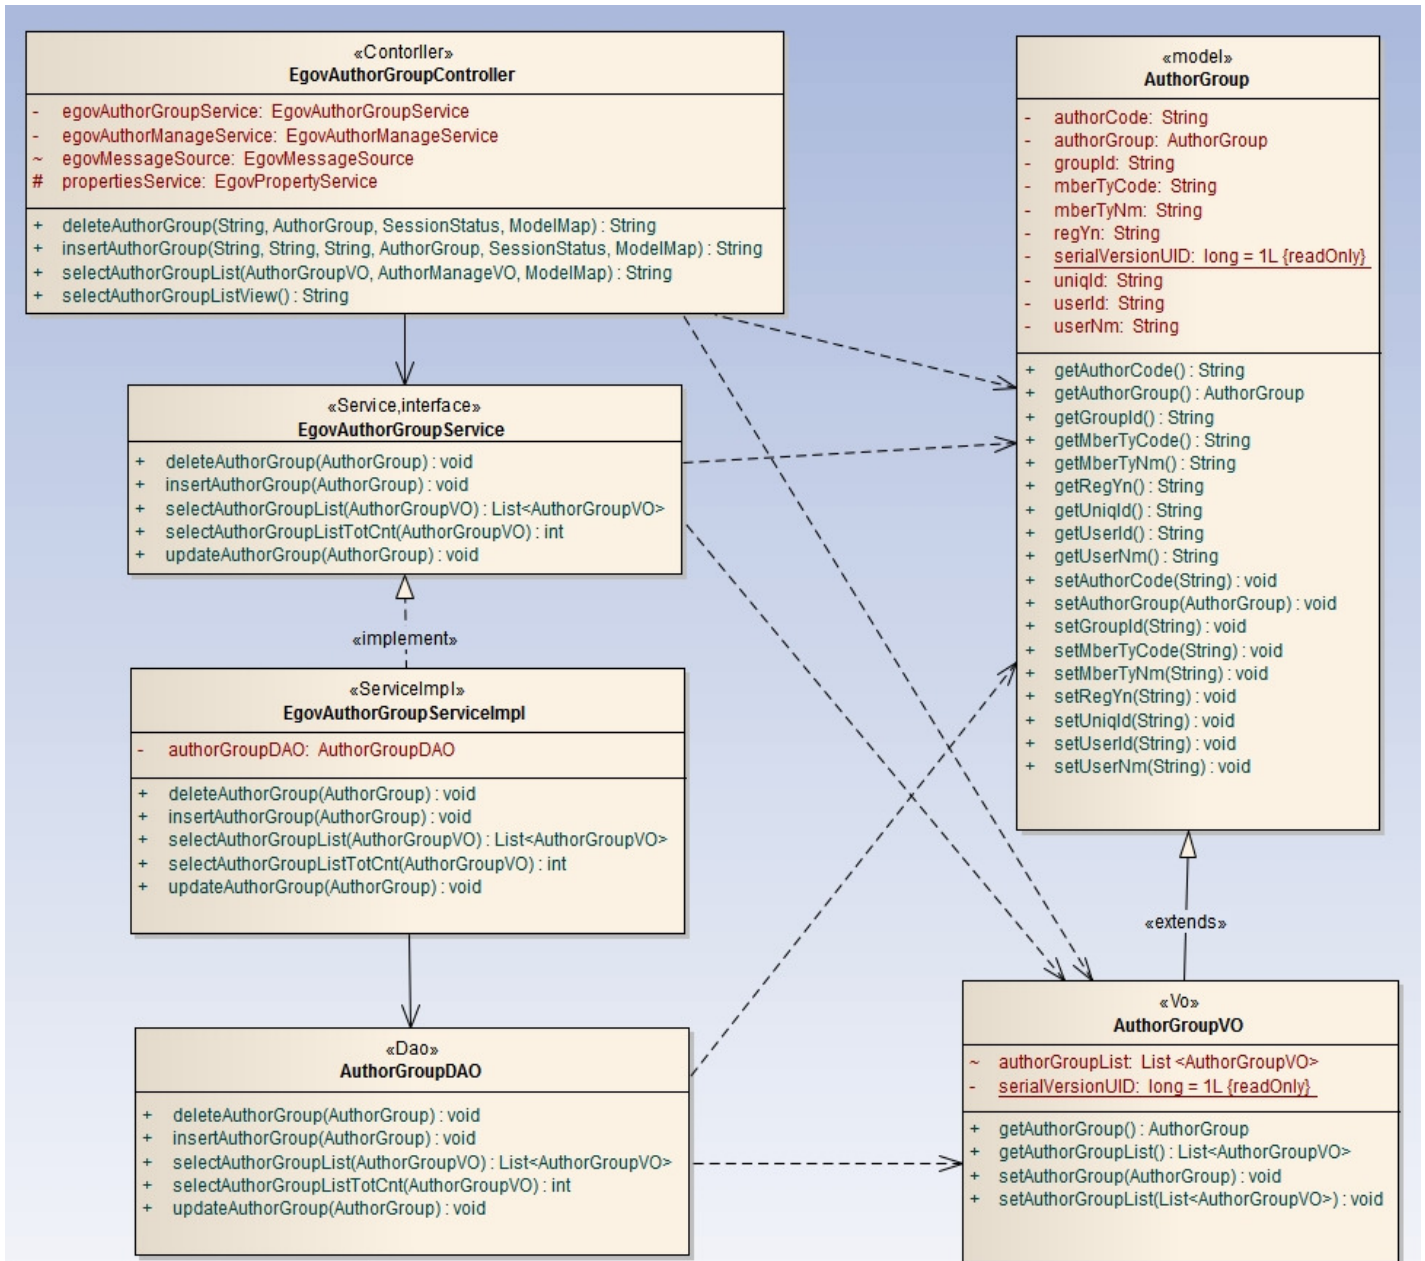 «Contorller»
EgovAuthorGroupController
- egovAuthorGroupService: EgovAuthorGroupService
- egovAuthorManageService: EgovAuthorManageService
~ egovMessageSource: EgovMessageSource
# propertiesService: EgovPropertyService
+ deleteAuthorGroup(String, AuthorGroup, SessionStatus, ModelMap) : String
+ insertAuthorGroup(String, String, String, AuthorGroup, SessionStatus, ModelMap) : String
+ selectAuthorGroupList(AuthorGroupVO, AuthorManageVO, ModelMap) : String
+ selectAuthorGroupListView() : String
«Service,interface»
EgovAuthorGroupService
+ deleteAuthorGroup(AuthorGroup) : void
+ insertAuthorGroup(AuthorGroup) : void
+ selectAuthorGroupList(AuthorGroupVO) : List<AuthorGroupVO>
+ selectAuthorGroupListTotCnt(AuthorGroupVO) : int
+ updateAuthorGroup(AuthorGroup) : void
«implement»
«ServiceImpl»
EgovAuthorGroupServiceImpl
- authorGroupDAO: AuthorGroupDAO
+ deleteAuthorGroup(AuthorGroup) : void
+ insertAuthorGroup(AuthorGroup) : void
+ selectAuthorGroupList(AuthorGroupVO) : List<AuthorGroupVO>
+ selectAuthorGroupListTotCnt(AuthorGroupVO) : int
+ updateAuthorGroup(AuthorGroup) : void
«Dao»
AuthorGroupDAO
+ deleteAuthorGroup(AuthorGroup) : void
+ insertAuthorGroup(AuthorGroup) : void
+ selectAuthorGroupList(AuthorGroupVO) : List<AuthorGroupVO>
+ selectAuthorGroupListTotCnt(AuthorGroupVO) : int
+ updateAuthorGroup(AuthorGroup) : void
«model»
AuthorGroup
- authorCode: String
- authorGroup: AuthorGroup
- groupId: String
- mberTyCode: String
- mberTyNm: String
- regYn: String
- serialVersionUID: long = 1L {readOnly}
- uniqId: String
- userId: String
- userNm: String
+ getAuthorCode() : String
+ getAuthorGroup() : AuthorGroup
+ getGroupId() : String
+ getMberTyCode() : String
+ getMberTyNm() : String
+ getRegYn() : String
+ getUniqId() : String
+ getUserId() : String
+ getUserNm() : String
+ setAuthorCode(String) : void
+ setAuthorGroup(AuthorGroup) : void
+ setGroupId(String) : void
+ setMberTyCode(String) : void
+ setMberTyNm(String) : void
+ setRegYn(String) : void
+ setUniqId(String) : void
+ setUserId(String) : void
+ setUserNm(String) : void
«extends»
«Vo»
AuthorGroupVO
~ authorGroupList: List <AuthorGroupVO>
- serialVersionUID: long = 1L {readOnly}
+ getAuthorGroup() : AuthorGroup
+ getAuthorGroupList() : List<AuthorGroupVO>
+ setAuthorGroup(AuthorGroup) : void
+ setAuthorGroupList(List<AuthorGroupVO>) : void